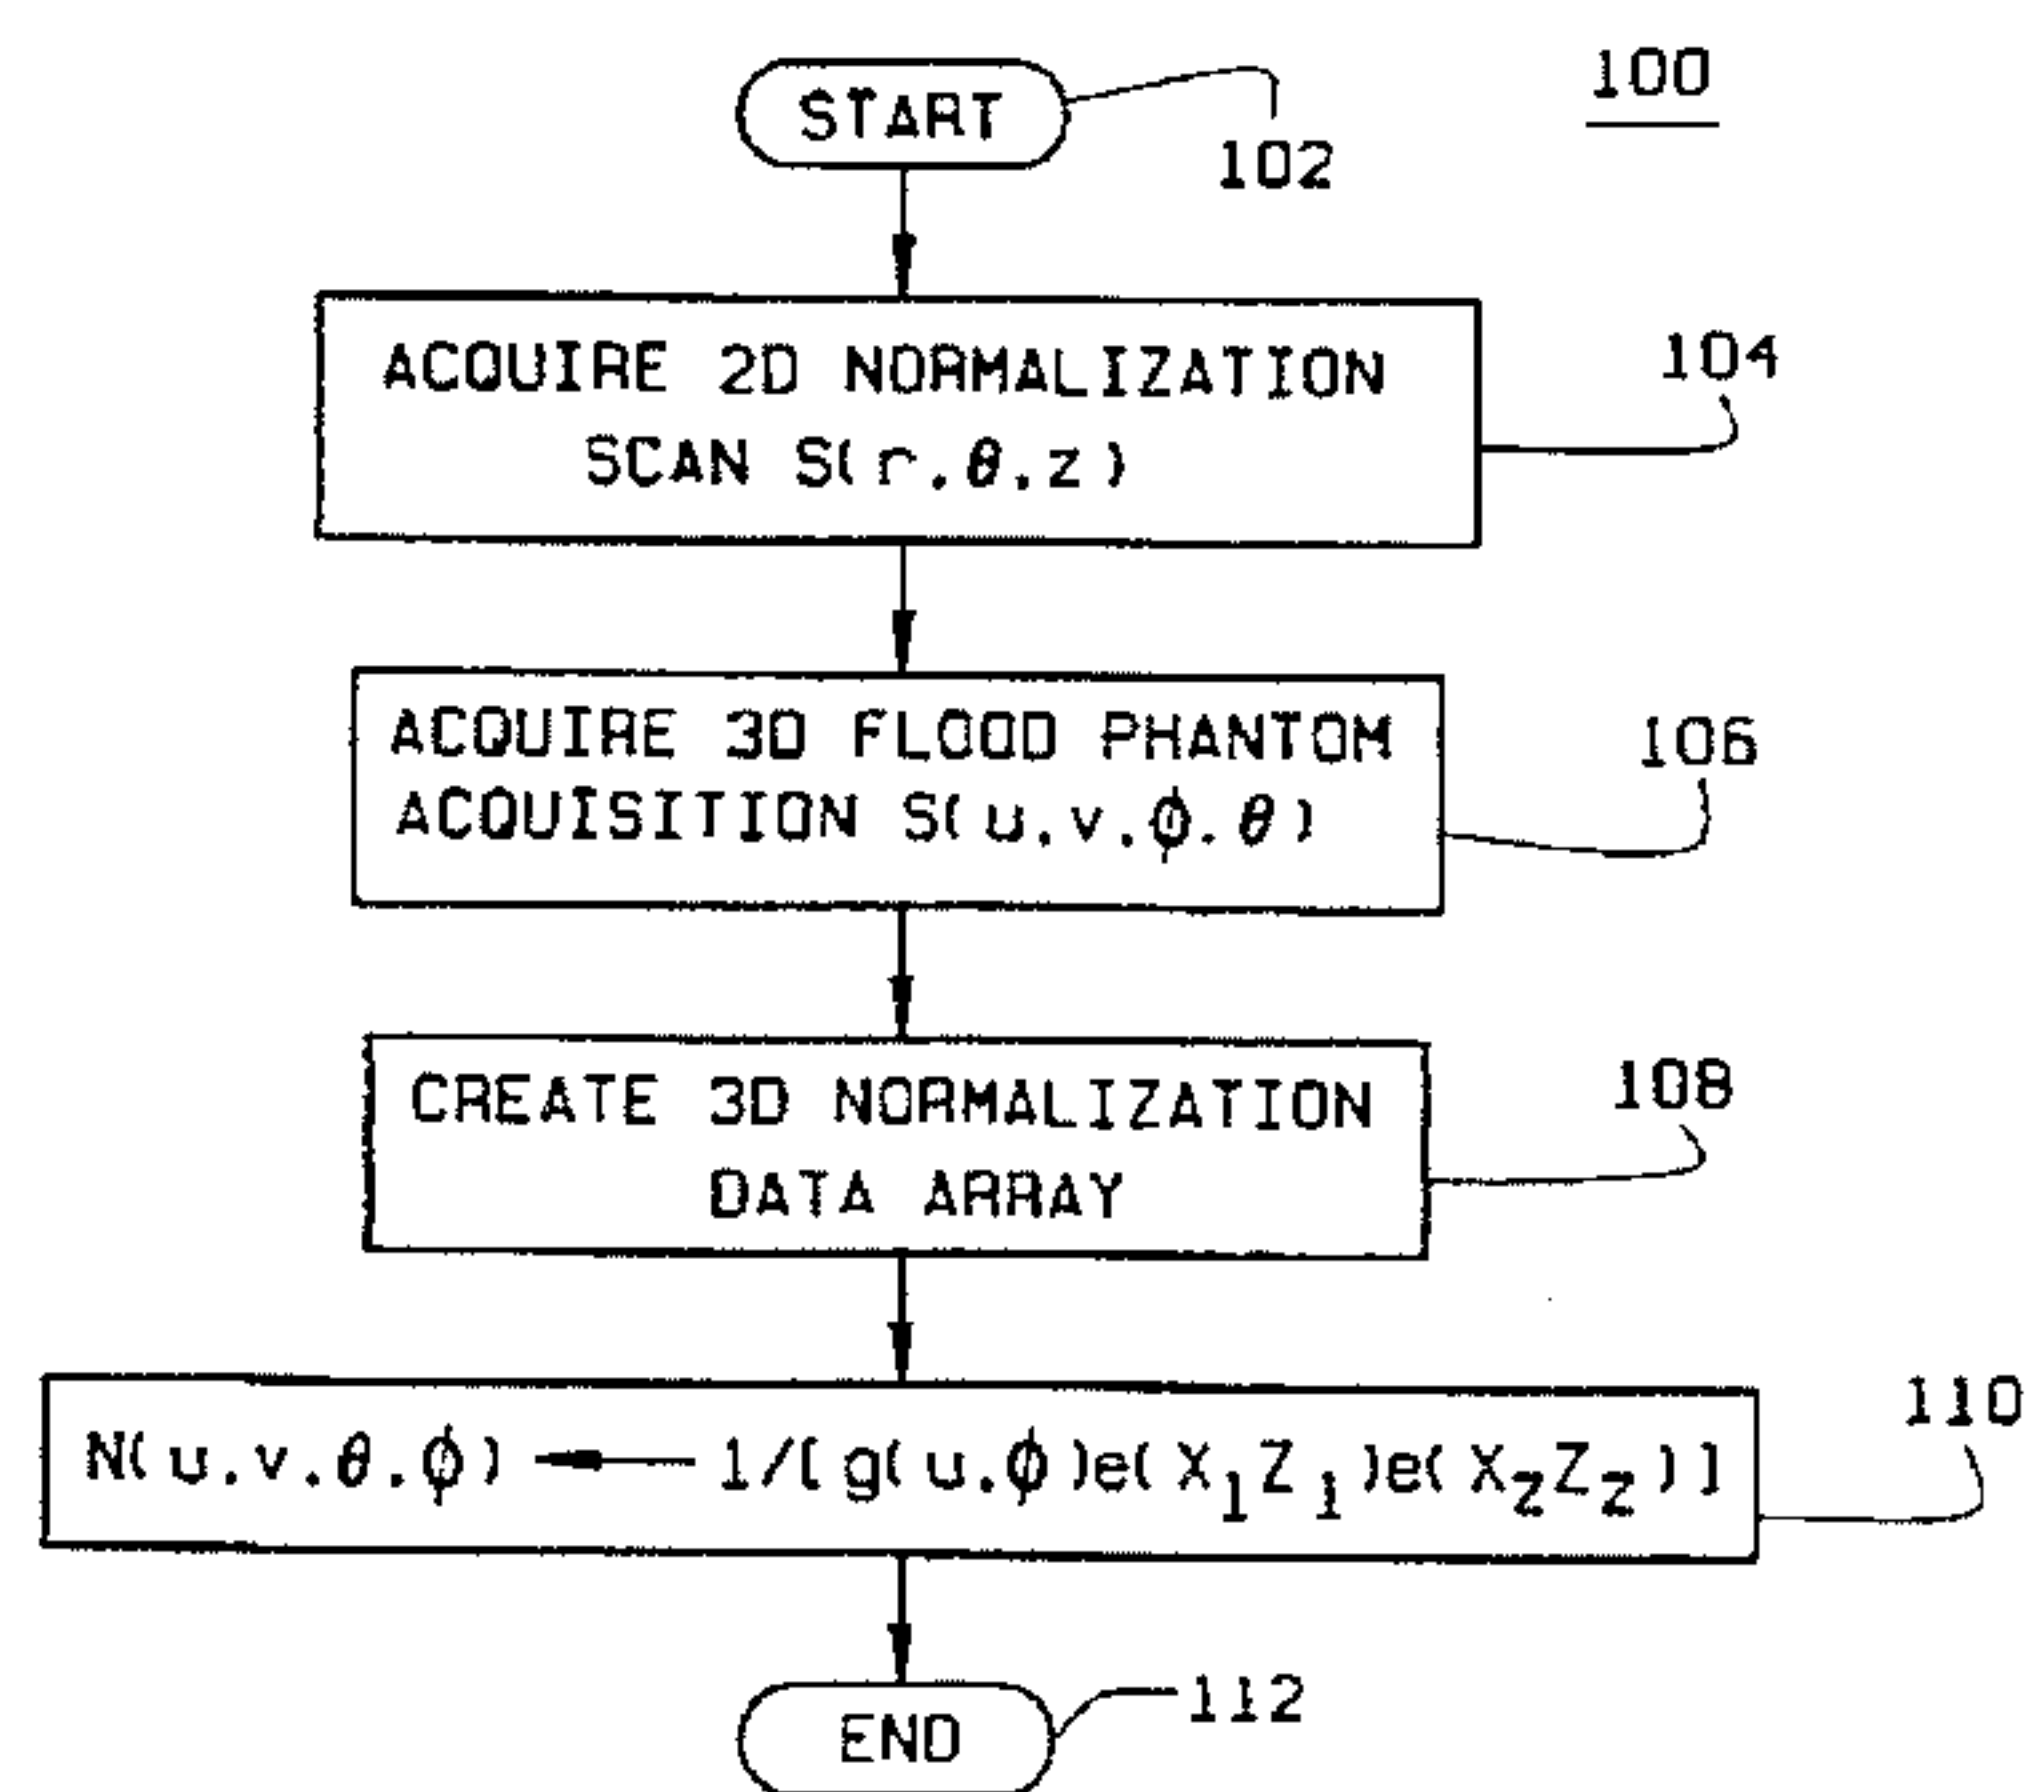 100
START
102
ACQUIRE 2D NORMALIZATION
SCAN S(r.θ.z)
104
ACQUIRE 3D FLOOD PHANTOM
ACQUISITION S(u.v.ϕ.θ)
106
CREATE 3D NORMALIZATION
DATA ARRAY
108
N(u.v.θ.ϕ) ← 1/[g(u.ϕ)e(X₁Z₁)e(X₂Z₂)]
110
END
112